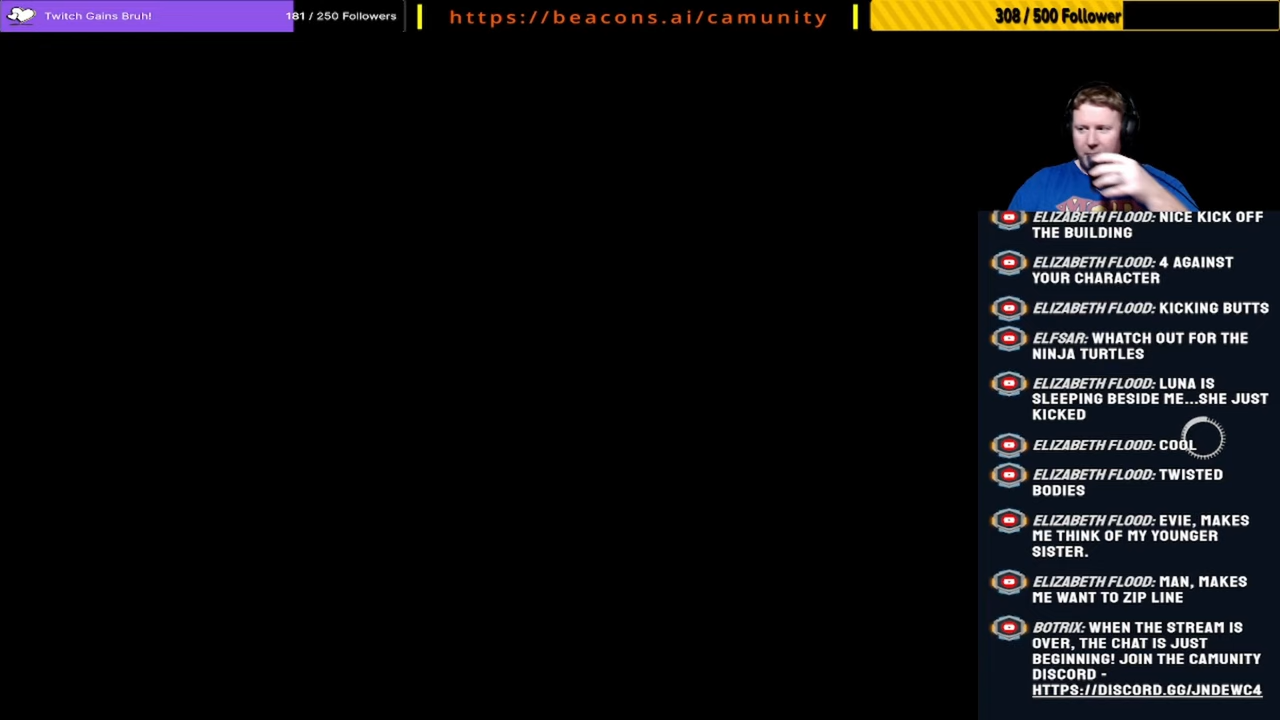 Twitch Gains Bruh!
181 / 250 Followers
https://beacons.ai/camunity
308 / 500 Follower
ELIZABETH FLOOD: NICE KICK OFF
THE BUILDING
ELIZABETH FLOOD: 4 AGAINST
YOUR CHARACTER
ELIZABETH FLOOD: KICKING BUTTS
ELFSAR: WHATCH OUT FOR THE
NINJA TURTLES
ELIZABETH FLOOD: LUNA IS
SLEEPING BESIDE ME...SHE JUST
KICKED
ELIZABETH FLOOD: COOL
ELIZABETH FLOOD: TWISTED
BODIES
ELIZABETH FLOOD: EVIE, MAKES
ME THINK OF MY YOUNGER
SISTER.
ELIZABETH FLOOD: MAN, MAKES
ME WANT TO ZIP LINE
BOTRIX: WHEN THE STREAM IS
OVER, THE CHAT IS JUST
BEGINNING! JOIN THE CAMUNITY
DISCORD -
HTTPS://DISCORD.GG/JNDEWC4